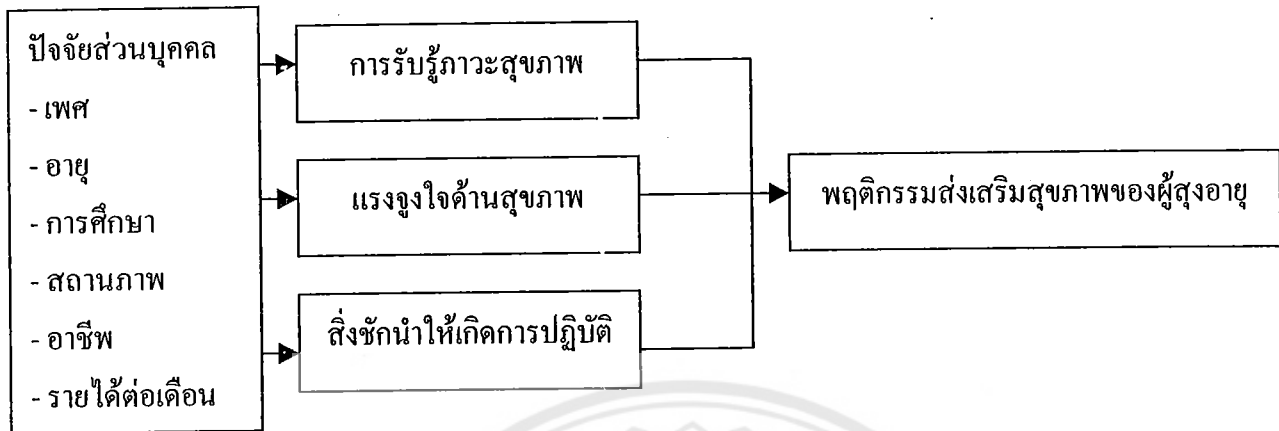 ปัจจัยส่วนบุคคล
- เพศ
- อายุ
- การศึกษา
- สถานภาพ
- อาชีพ
- รายได้ต่อเดือน
การรับรู้ภาวะสุขภาพ
แรงจูงใจด้านสุขภาพ
สิ่งชักนำให้เกิดการปฏิบัติ
พฤติกรรมส่งเสริมสุขภาพของผู้สุงอายุ